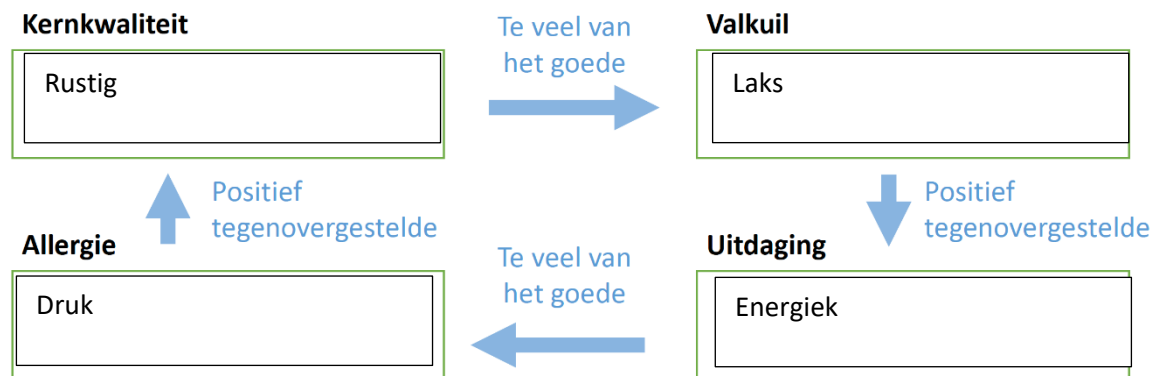 Kernkwaliteit
Te veel van
het goede
Valkuil
Rustig
Laks
Positief
tegenovergestelde
Positief
tegenovergestelde
Allergie
Te veel van
het goede
Uitdaging
Druk
Energiek